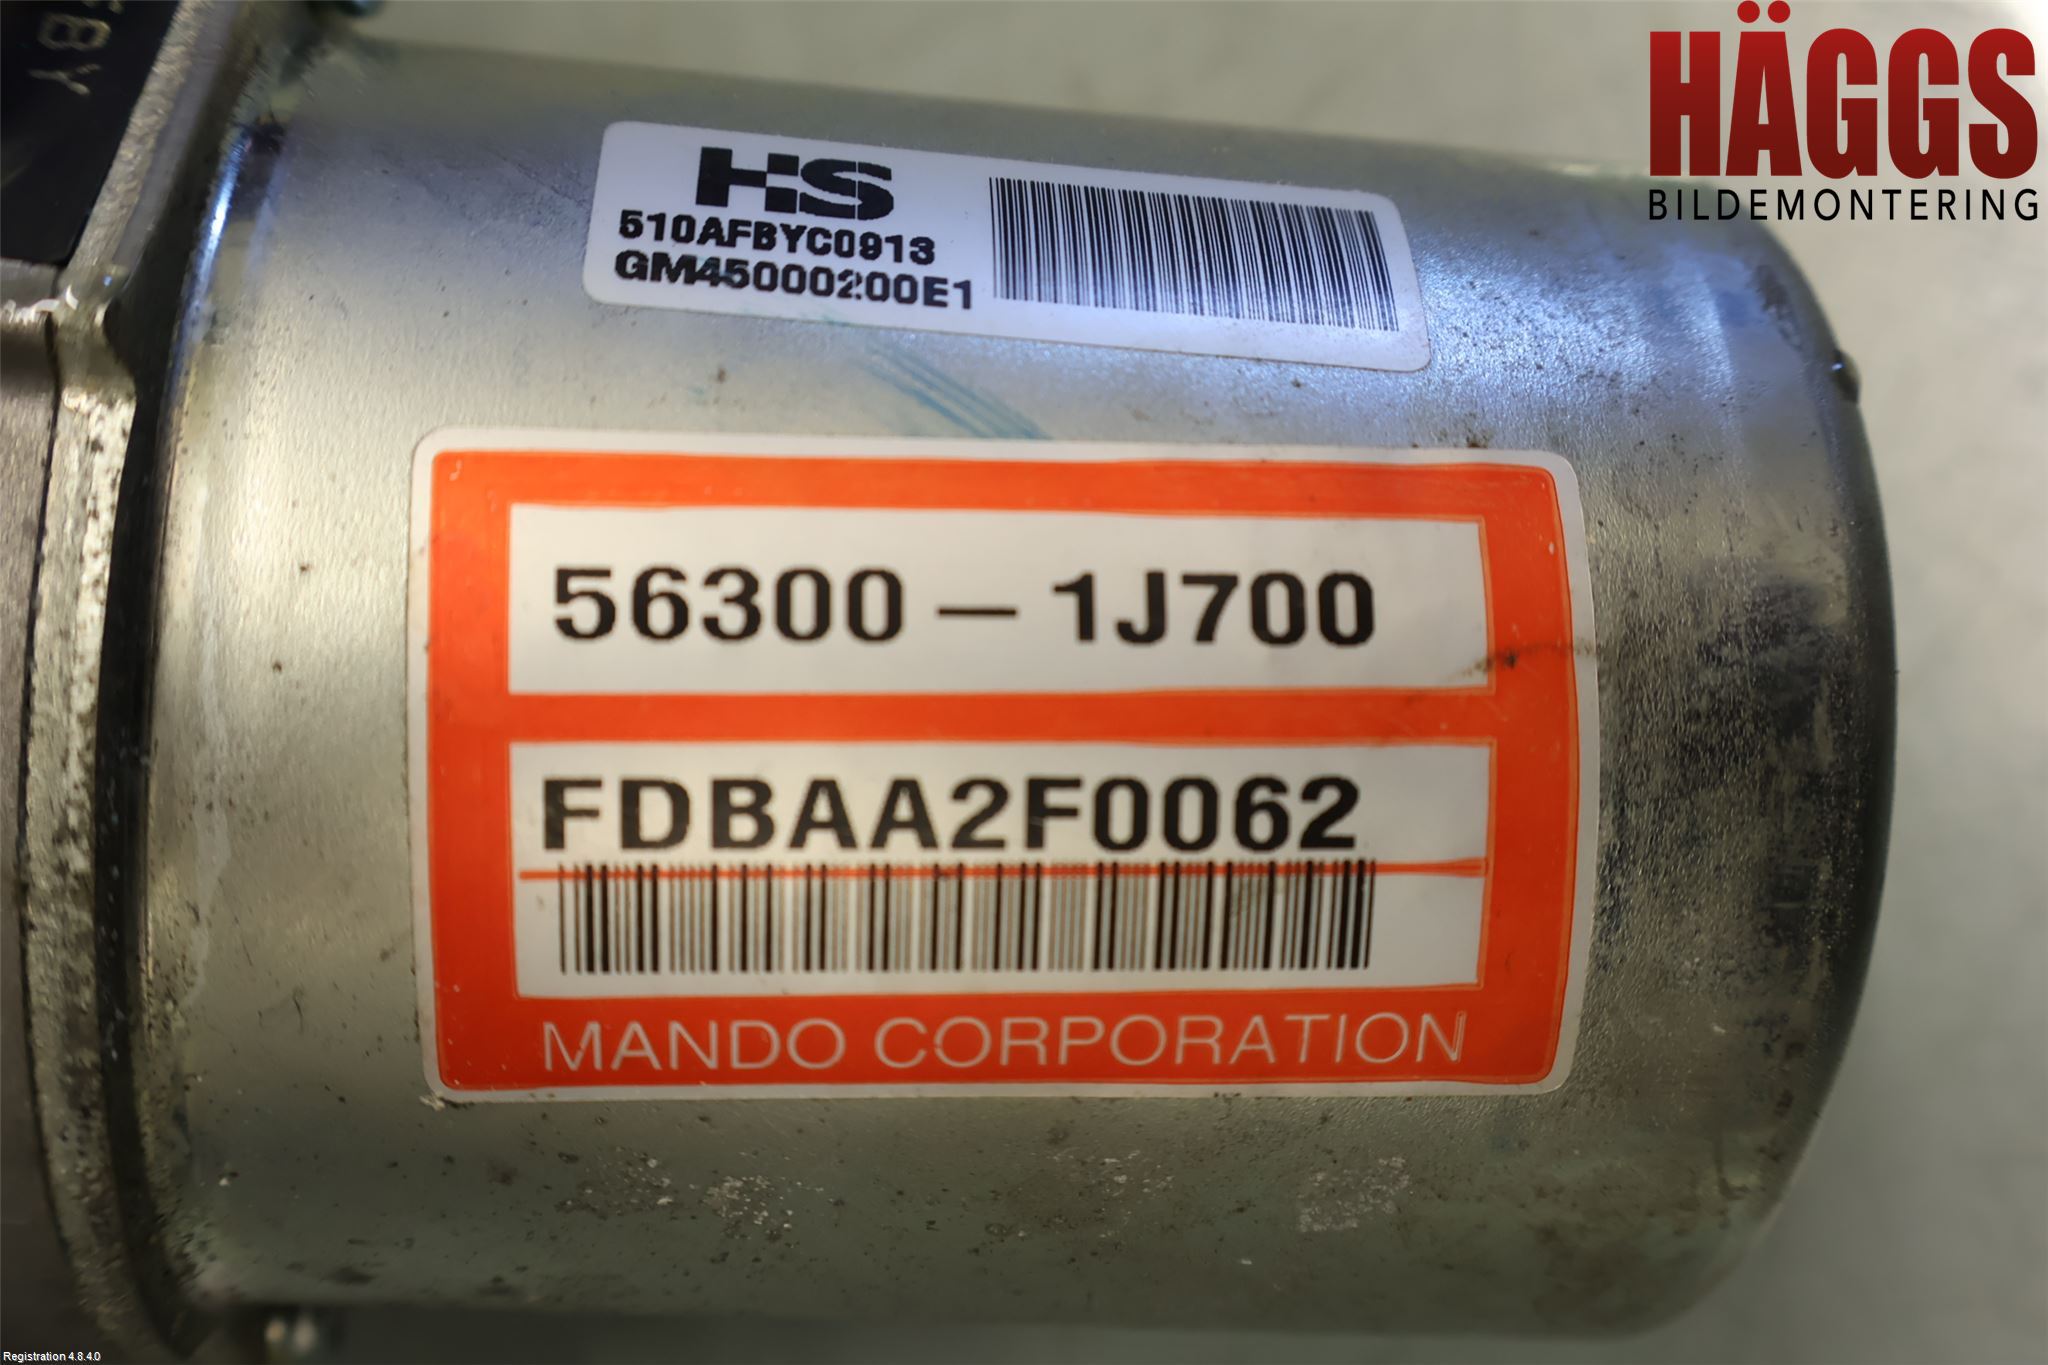 HÄGGS
BILDEMONTERING
HS
510AFBYC0913
GM45000200E1
56300-1J700
FDBAA2F0062
MANDO CORPORATION
Registration 4.8.4.0